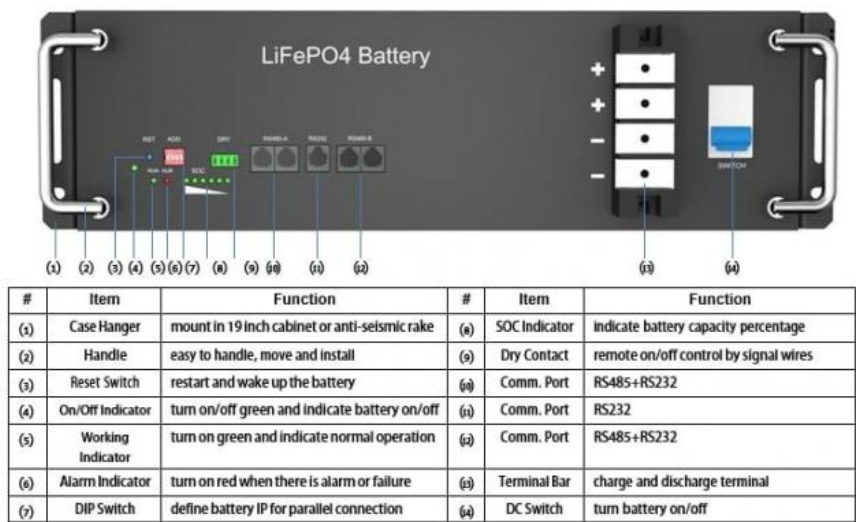 LiFePO4 Battery
+
+
−
−
RST ADD DRY RS485-A RS232 RS485-B
RUN ALM SOC
SWITCH
(1) (2) (3) (4) (5) (6) (7) (8) (9) (10) (11) (12) (13) (14)
# Item Function # Item Function
(1) Case Hanger mount in 19 inch cabinet or anti-seismic rake (8) SOC Indicator indicate battery capacity percentage
(2) Handle easy to handle, move and install (9) Dry Contact remote on/off control by signal wires
(3) Reset Switch restart and wake up the battery (10) Comm. Port RS485+RS232
(4) On/Off Indicator turn on/off green and indicate battery on/off (11) Comm. Port RS232
(5) Working Indicator turn on green and indicate normal operation (12) Comm. Port RS485+RS232
(6) Alarm Indicator turn on red when there is alarm or failure (13) Terminal Bar charge and discharge terminal
(7) DIP Switch define battery IP for parallel connection (14) DC Switch turn battery on/off